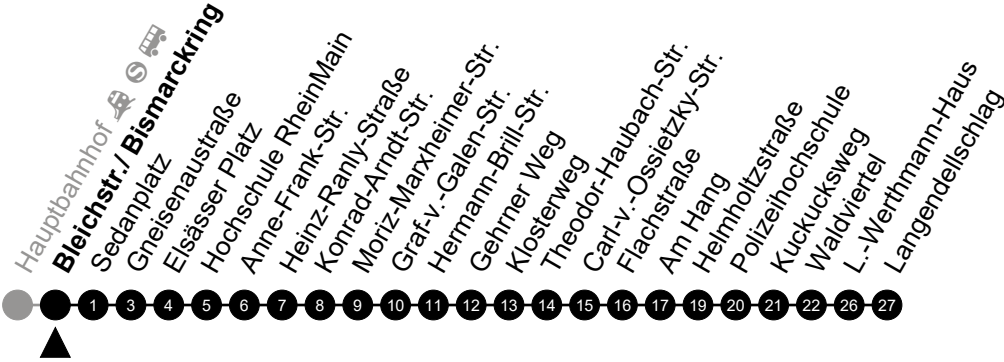 Hauptbahnhof S
Bleichstr./ Bismarckring
Sedanplatz
Gneisenaustraße
Elsässer Platz
Hochschule RheinMain
Anne-Frank-Str.
Heinz-Ranly-Straße
Konrad-Arndt-Str.
Moriz-Marxheimer-Str.
Graf-v.-Galen-Str.
Hermann-Brill-Str.
Gehrner Weg
Klosterweg
Theodor-Haubach-Str.
Carl-v.-Ossietzky-Str.
Flachstraße
Am Hang
Helmholtzstraße
Polizeihochschule
Kuckucksweg
Waldviertel
L.-Werthmann-Haus
Langendellschlag
1 3 4 5 6 7 8 9 10 11 12 13 14 15 16 17 19 20 21 22 26 27